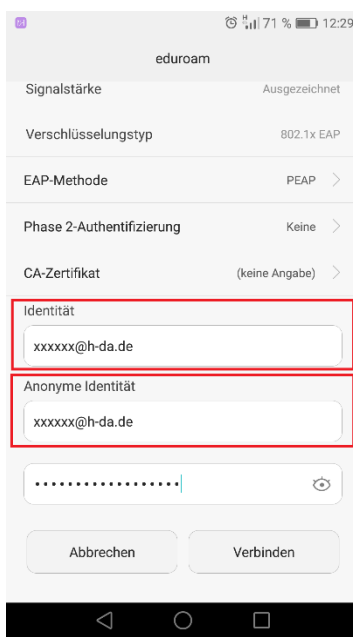 71 % 12:29
eduroam
Signalstärke Ausgezeichnet
Verschlüsselungstyp 802.1x EAP
EAP-Methode PEAP
Phase 2-Authentifizierung Keine
CA-Zertifikat (keine Angabe)
Identität
xxxxxx@h-da.de
Anonyme Identität
xxxxxx@h-da.de
••••••••••••••••••
Abbrechen Verbinden